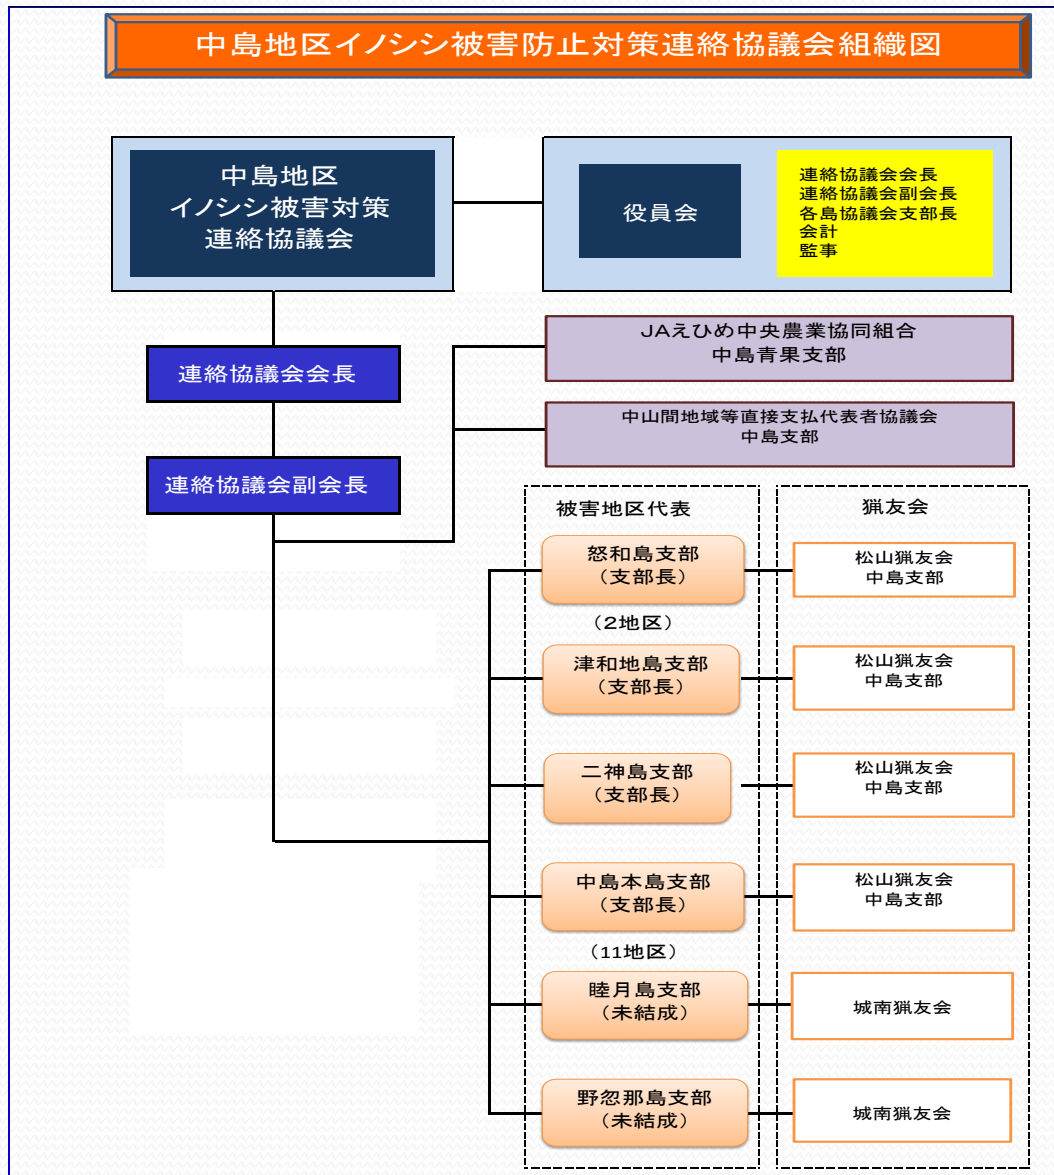 中島地区イノシシ被害防止対策連絡協議会組織図
中島地区
イノシシ被害対策
連絡協議会
役員会
連絡協議会会長
連絡協議会副会長
各島協議会支部長
会計
監事
連絡協議会会長
連絡協議会副会長
JAえひめ中央農業協同組合
中島青果支部
中山間地域等直接支払代表者協議会
中島支部
被害地区代表
猟友会
怒和島支部
(支部長)
松山猟友会
中島支部
(2地区)
津和地島支部
(支部長)
松山猟友会
中島支部
二神島支部
(支部長)
松山猟友会
中島支部
中島本島支部
(支部長)
松山猟友会
中島支部
(11地区)
睦月島支部
(未結成)
城南猟友会
野忽那島支部
(未結成)
城南猟友会